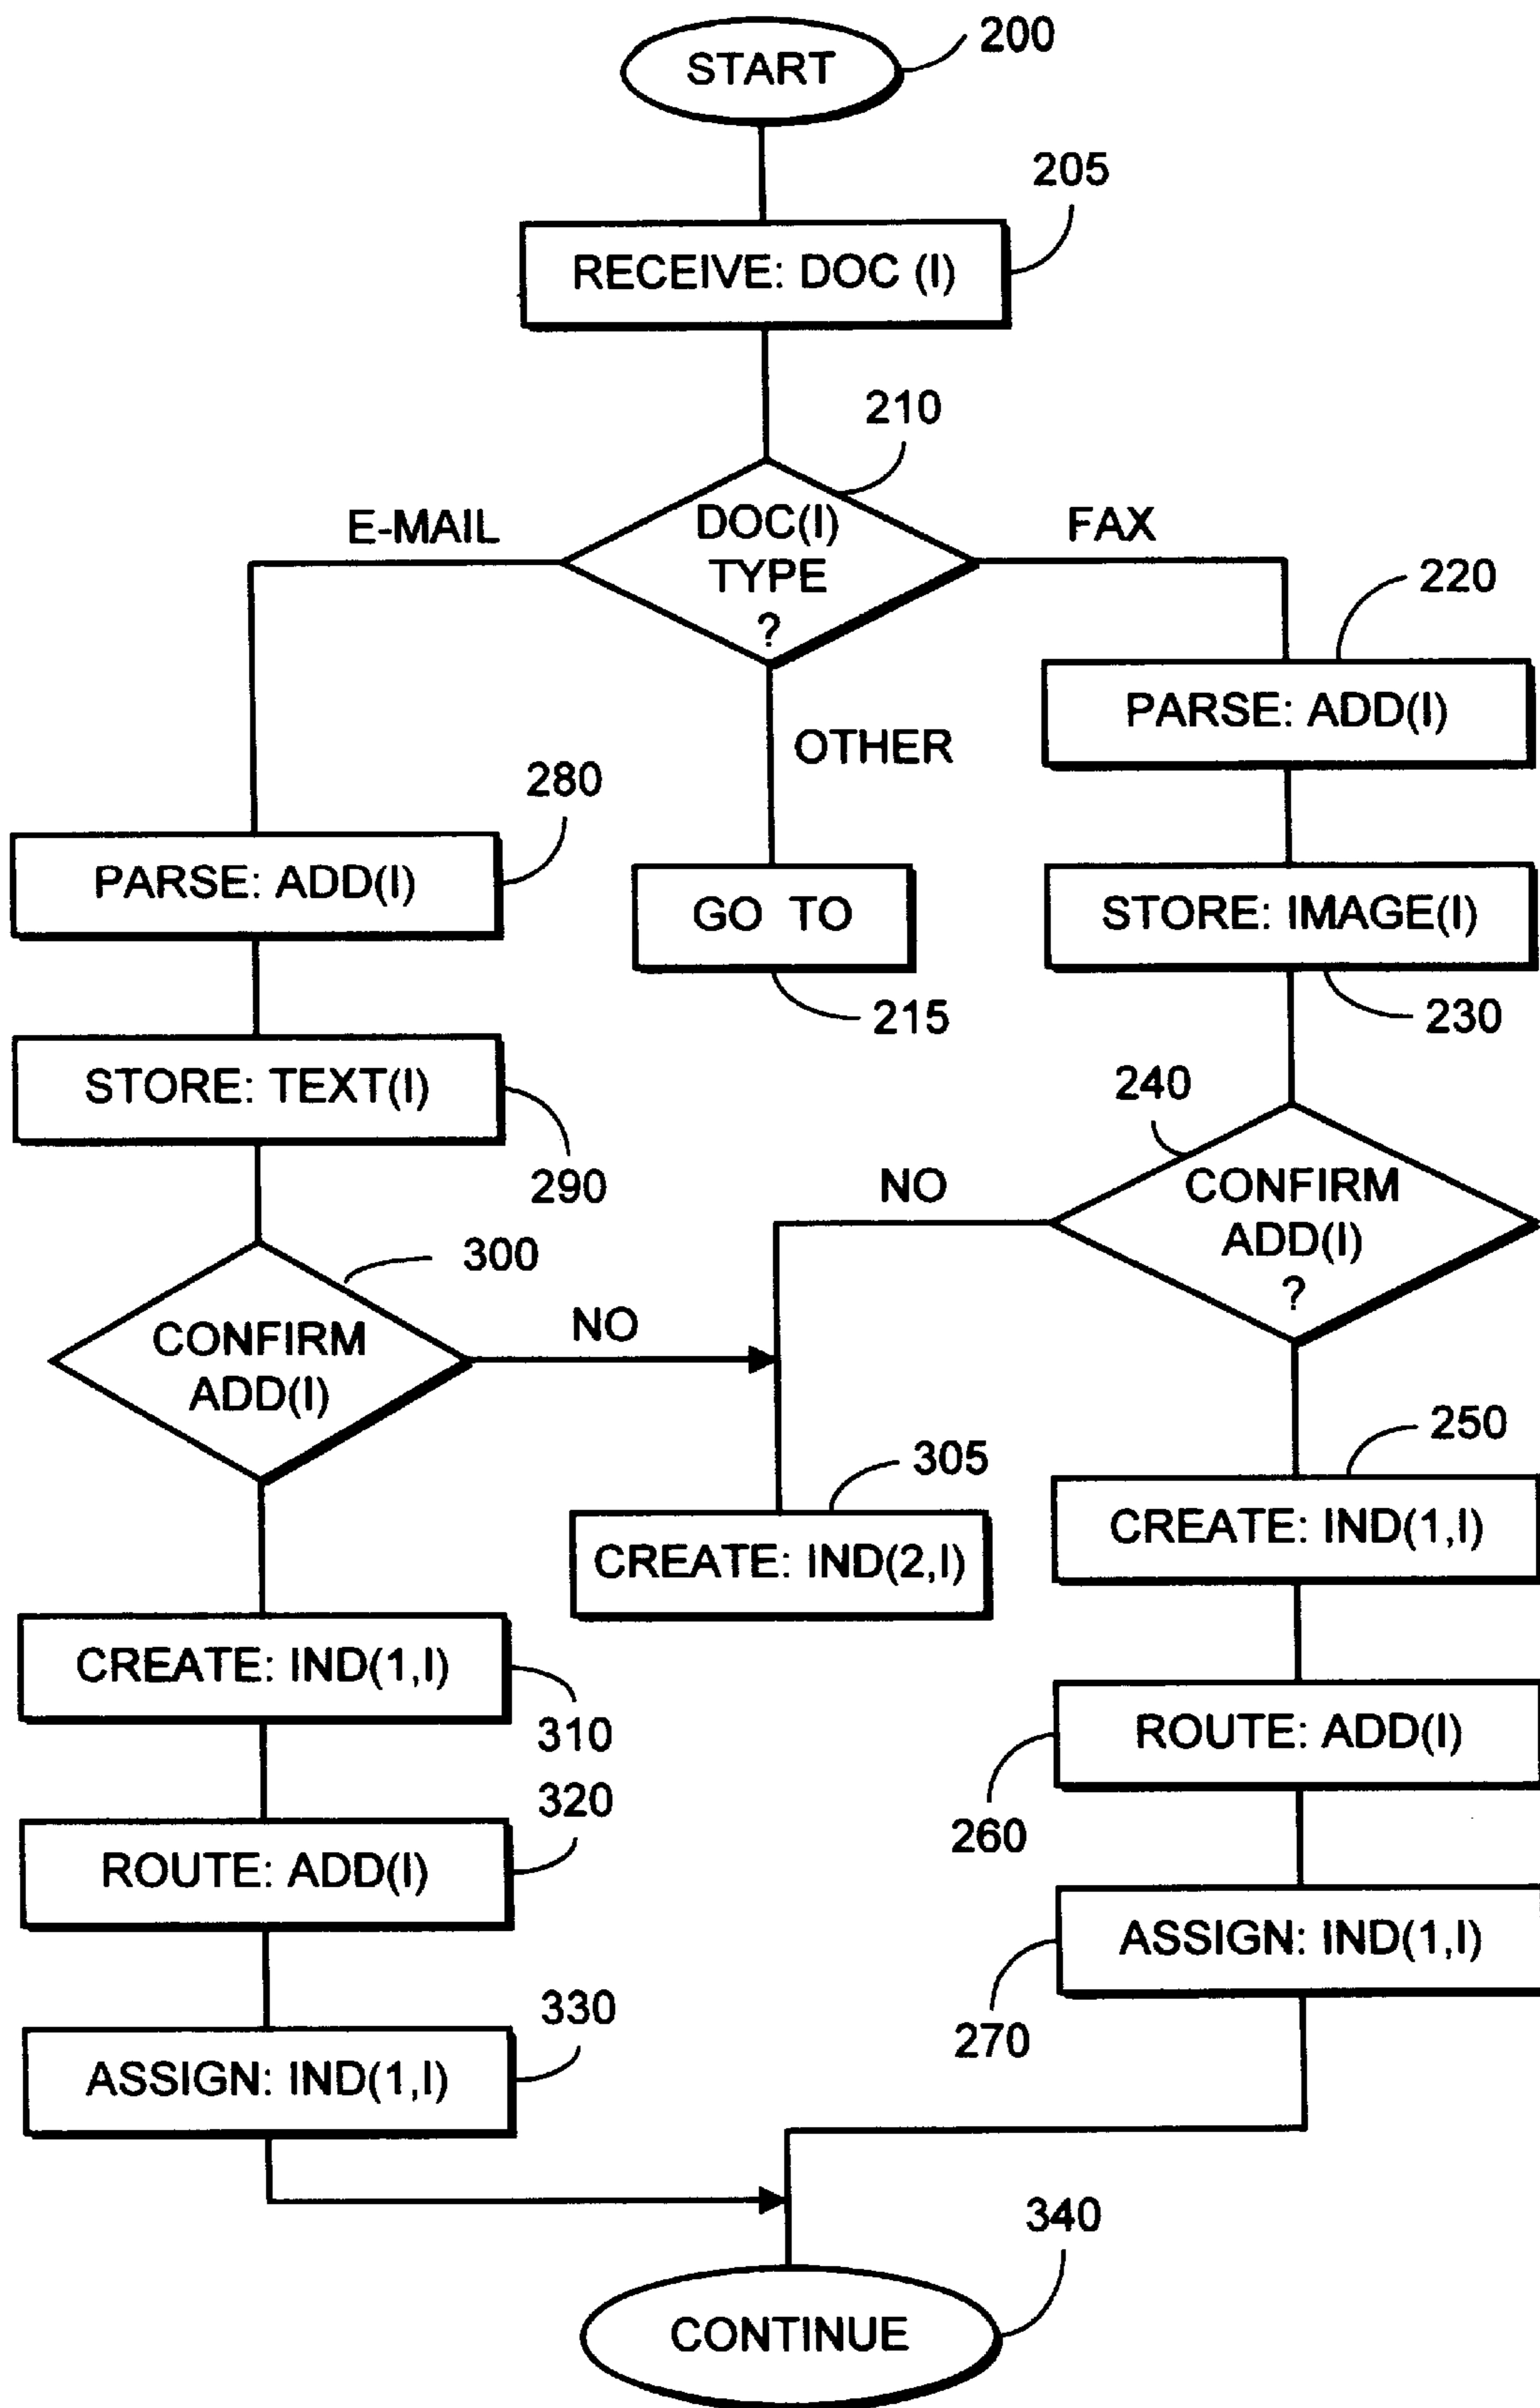 START
200
205
RECEIVE: DOC (I)
210
E-MAIL
DOC(I)
TYPE
?
FAX
220
PARSE: ADD(I)
OTHER
280
PARSE: ADD(I)
GO TO
STORE: IMAGE(I)
215
230
STORE: TEXT(I)
240
290
NO
CONFIRM
ADD(I)
?
300
CONFIRM
ADD(I)
NO
250
305
CREATE: IND(1,I)
CREATE: IND(2,I)
CREATE: IND(1,I)
310
ROUTE: ADD(I)
320
260
ROUTE: ADD(I)
ASSIGN: IND(1,I)
330
270
ASSIGN: IND(1,I)
340
CONTINUE